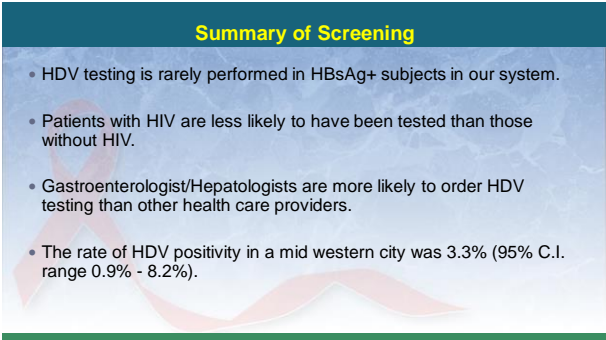 Summary of Screening
• HDV testing is rarely performed in HBsAg+ subjects in our system.
• Patients with HIV are less likely to have been tested than those
without HIV.
• Gastroenterologist/Hepatologists are more likely to order HDV
testing than other health care providers.
• The rate of HDV positivity in a mid western city was 3.3% (95% C.I.
range 0.9% - 8.2%).